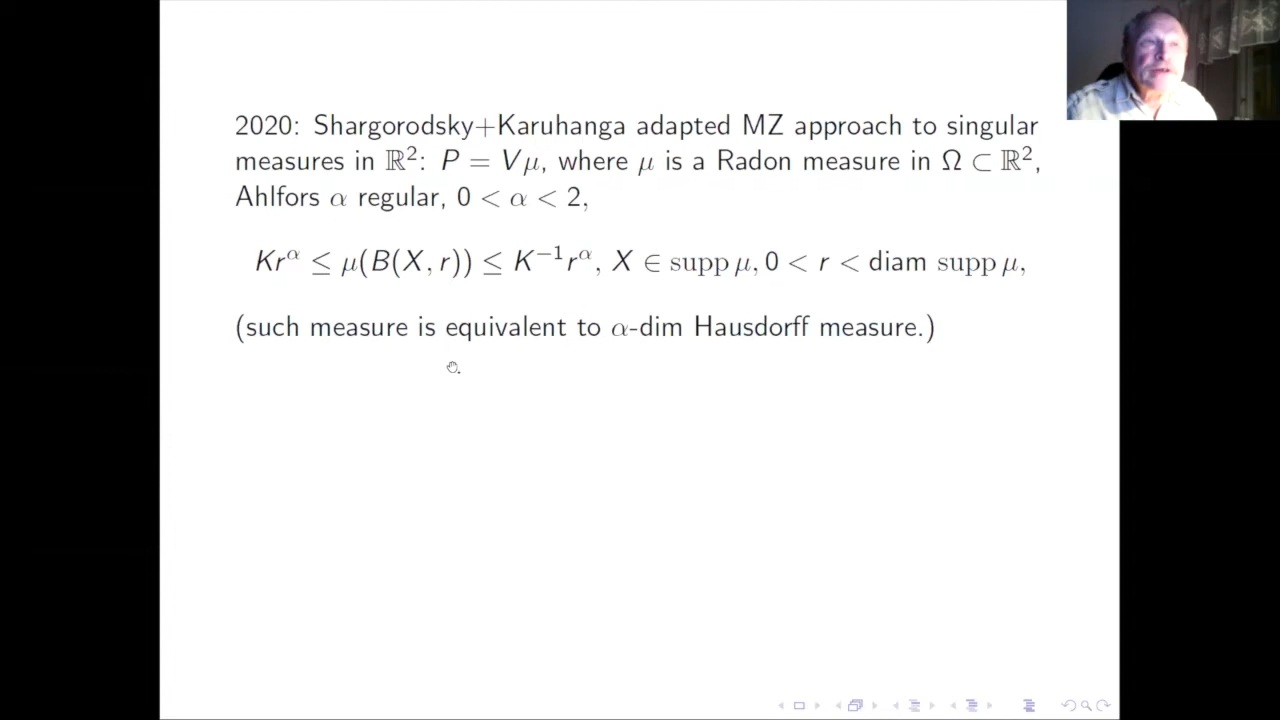 2020: Shargorodsky+Karuhanga adapted MZ approach to singular
measures in ℝ²: P = Vμ, where μ is a Radon measure in Ω ⊂ ℝ²,
Ahlfors α regular, 0 < α < 2,
Kr^α ≤ μ(B(X, r)) ≤ K⁻¹r^α, X ∈ supp μ, 0 < r < diam supp μ,
(such measure is equivalent to α-dim Hausdorff measure.)